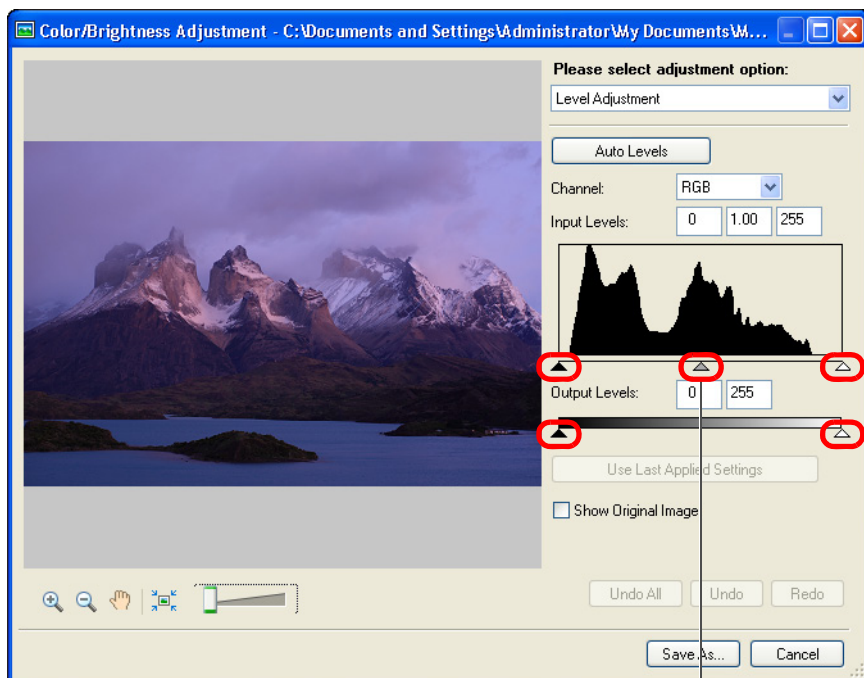 Color/Brightness Adjustment - C:\Documents and Settings\Administrator\My Documents\M...
Please select adjustment option:
Level Adjustment
Auto Levels
Channel: RGB
Input Levels: 0 1.00 255
Output Levels: 0 255
Use Last Applied Settings
Show Original Image
Undo All Undo Redo
Save As... Cancel